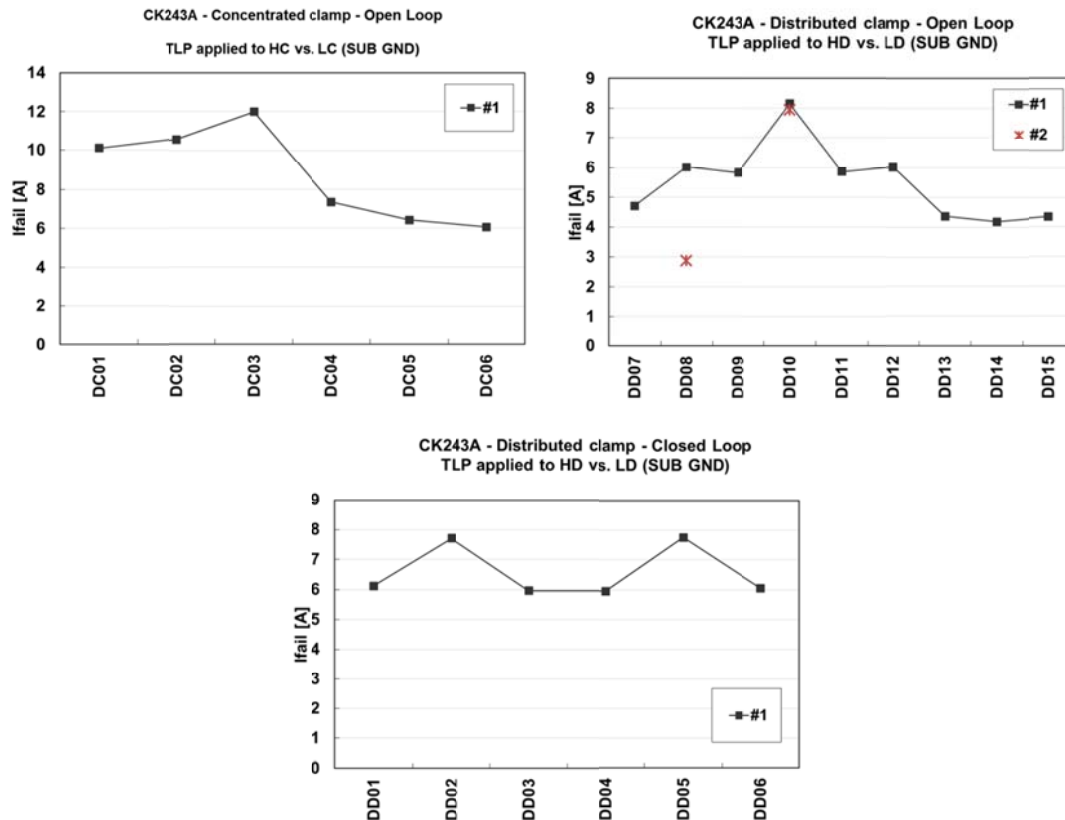 CK243A - Concentrated clamp - Open Loop
TLP applied to HC vs. LC (SUB GND)
14
12
10
8
6
4
2
0
Ifail [A]
#1
DC01
DC02
DC03
DC04
DC05
DC06
CK243A - Distributed clamp - Open Loop
TLP applied to HD vs. LD (SUB GND)
9
8
7
6
5
4
3
2
1
0
Ifail [A]
#1
#2
DD07
DD08
DD09
DD10
DD11
DD12
DD13
DD14
DD15
CK243A - Distributed clamp - Closed Loop
TLP applied to HD vs. LD (SUB GND)
9
8
7
6
5
4
3
2
1
0
Ifail [A]
#1
DD01
DD02
DD03
DD04
DD05
DD06